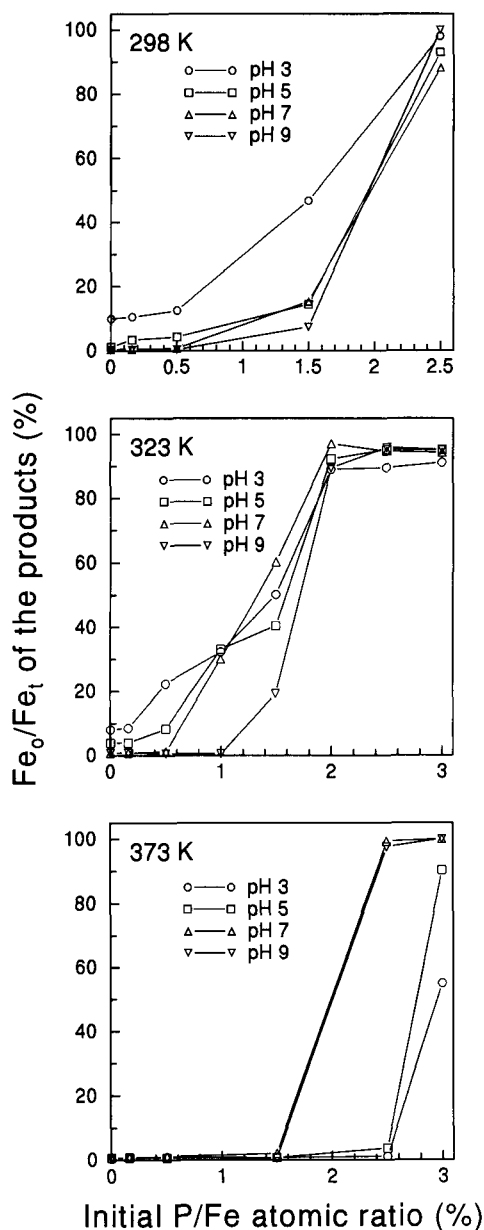 298 K
pH 3
pH 5
pH 7
pH 9
100
80
60
40
20
0
0 0.5 1 1.5 2 2.5
323 K
pH 3
pH 5
pH 7
pH 9
100
80
60
40
20
0
0 1 2 3
373 K
pH 3
pH 5
pH 7
pH 9
100
80
60
40
20
0
0 1 2 3
Feo/Fet of the products (%)
Initial P/Fe atomic ratio (%)